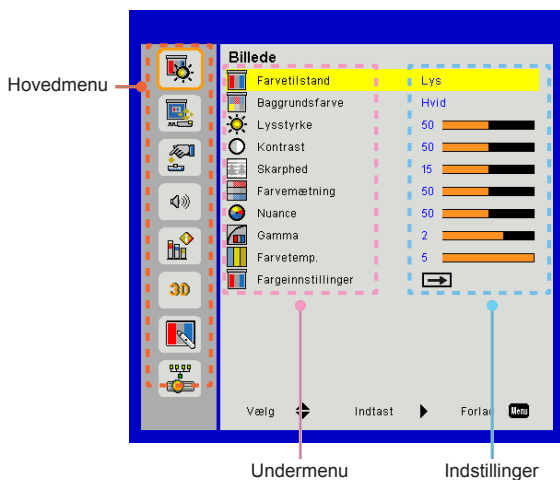 Hovedmenu
Billede
Farvetilstand Lys
Baggrundsfarve Hvid
Lysstyrke 50
Kontrast 50
Skarphed 15
Farvemætning 50
Nuance 50
Gamma 2
Farvetemp. 5
Fargeinnstillinger
3D
Vælg Indtast Forla Menu
Undermenu Indstillinger